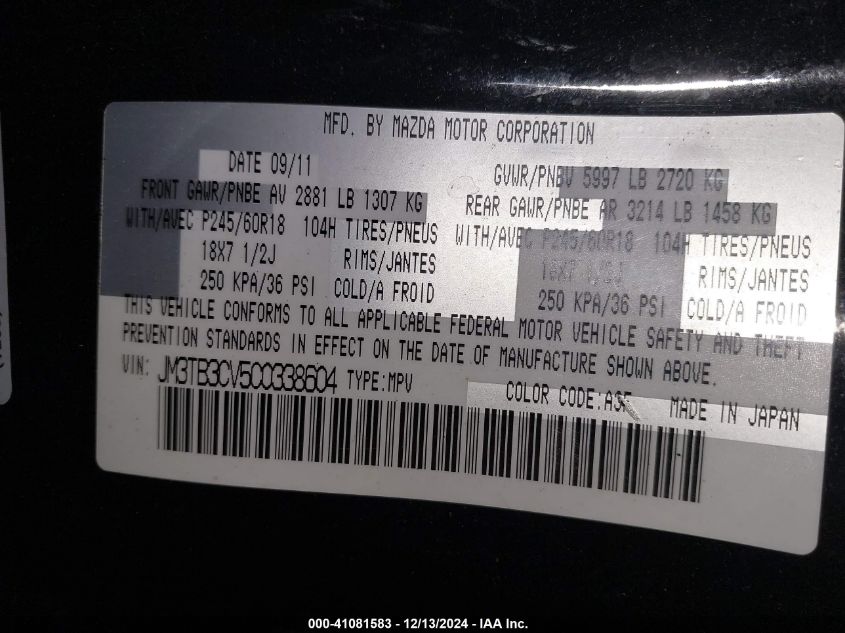 MFD. BY MAZDA MOTOR CORPORATION
DATE 09/11 GVWR/PNBV 5997 LB 2720 KG
FRONT GAWR/PNBE AV 2881 LB 1307 KG REAR GAWR/PNBE AR 3214 LB 1458 KG
WITH/AVEC P245/60R18 104H TIRES/PNEUS WITH/AVEC P245/60R18 104H TIRES/PNEUS
18X7 1/2J RIMS/JANTES 18X7 1/2J RIMS/JANTES
250 KPA/36 PSI COLD/A FROID 250 KPA/36 PSI COLD/A FROID
THIS VEHICLE CONFORMS TO ALL APPLICABLE FEDERAL MOTOR VEHICLE SAFETY AND THEFT
PREVENTION STANDARDS IN EFFECT ON THE DATE OF MANUFACTURE SHOWN ABOVE.
VIN: JM3TB3CV5C0338604 TYPE:MPV COLOR CODE:A3F MADE IN JAPAN
000-41081583 - 12/13/2024 - IAA Inc.